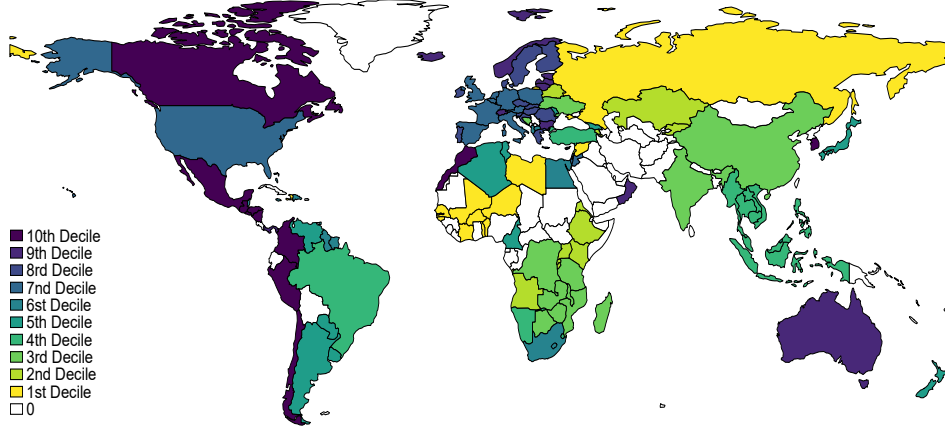 10th Decile
9th Decile
8rd Decile
7nd Decile
6st Decile
5th Decile
4th Decile
3rd Decile
2nd Decile
1st Decile
0